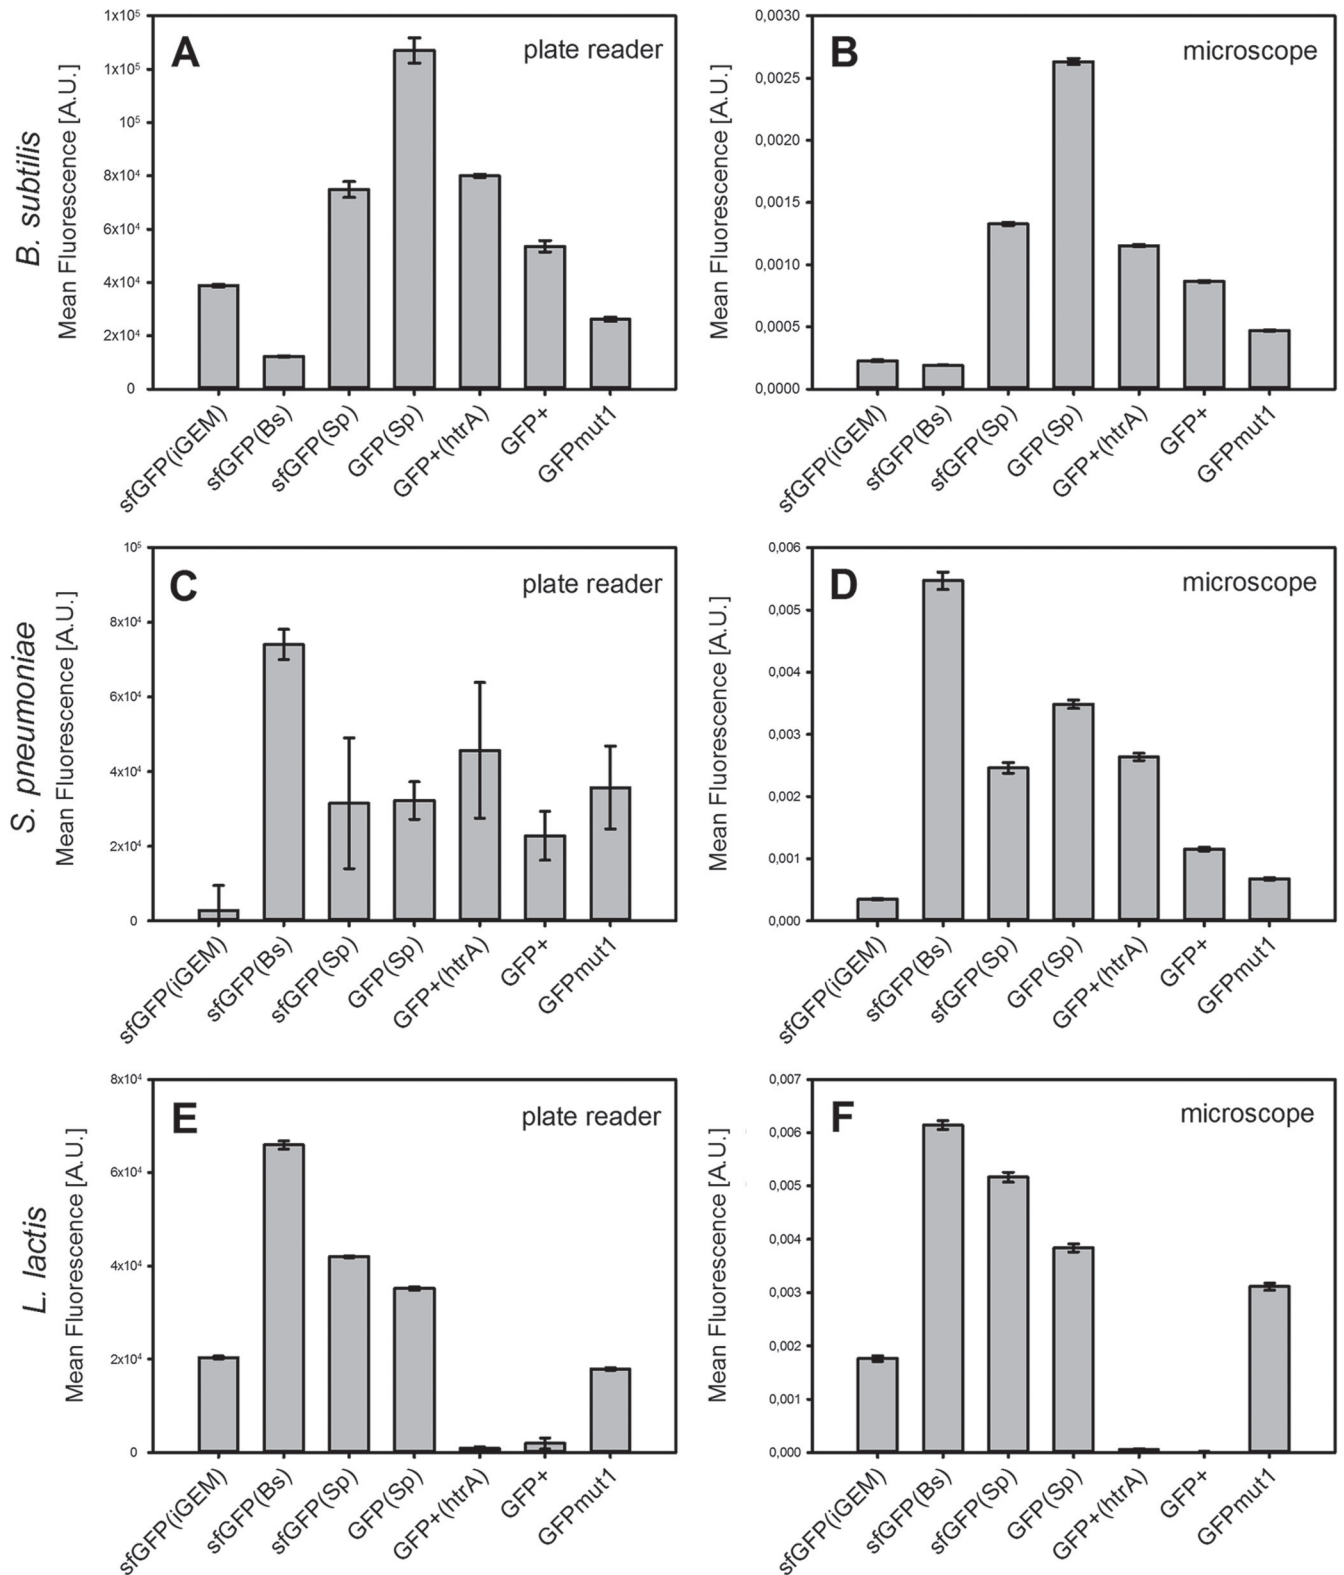 A
plate reader
B. subtilis
Mean Fluorescence [A.U.]
1x10⁵
1x10⁵
10⁵
8x10⁴
6x10⁴
4x10⁴
2x10⁴
0
sfGFP(iGEM)
sfGFP(Bs)
sfGFP(Sp)
GFP(Sp)
GFP+(htrA)
GFP+
GFPmut1
B
microscope
Mean Fluorescence [A.U.]
0,0030
0,0025
0,0020
0,0015
0,0010
0,0005
0,0000
sfGFP(iGEM)
sfGFP(Bs)
sfGFP(Sp)
GFP(Sp)
GFP+(htrA)
GFP+
GFPmut1
C
plate reader
S. pneumoniae
Mean Fluorescence [A.U.]
10⁵
8x10⁴
6x10⁴
4x10⁴
2x10⁴
0
sfGFP(iGEM)
sfGFP(Bs)
sfGFP(Sp)
GFP(Sp)
GFP+(htrA)
GFP+
GFPmut1
D
microscope
Mean Fluorescence [A.U.]
0,006
0,005
0,004
0,003
0,002
0,001
0,000
sfGFP(iGEM)
sfGFP(Bs)
sfGFP(Sp)
GFP(Sp)
GFP+(htrA)
GFP+
GFPmut1
E
plate reader
L. lactis
Mean Fluorescence [A.U.]
8x10⁴
6x10⁴
4x10⁴
2x10⁴
0
sfGFP(iGEM)
sfGFP(Bs)
sfGFP(Sp)
GFP(Sp)
GFP+(htrA)
GFP+
GFPmut1
F
microscope
Mean Fluorescence [A.U.]
0,007
0,006
0,005
0,004
0,003
0,002
0,001
0,000
sfGFP(iGEM)
sfGFP(Bs)
sfGFP(Sp)
GFP(Sp)
GFP+(htrA)
GFP+
GFPmut1